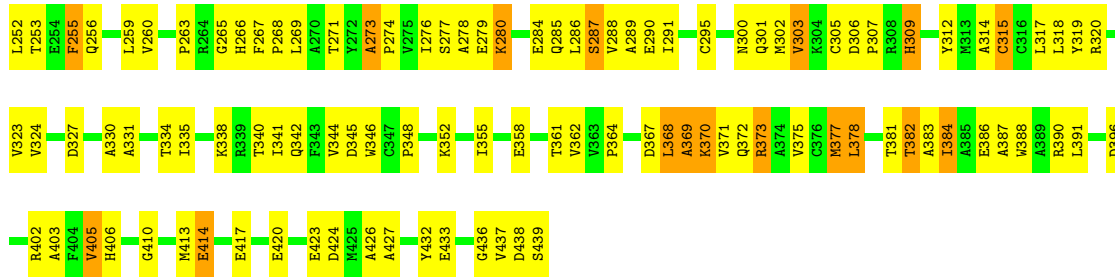 L252 T253 E254 F255 Q256 L259 V260 P263 R264 G265 H266 F267 P268 L269 A270 T271 Y272 A273 P274 V275 I276 S277 A278 E279 K280 E284 Q285 L286 S287 V288 A289 E290 I291 C295 N300 Q301 M302 V303 K304 C305 D306 P307 R308 H309 Y312 M313 A314 C315 C316 L317 L318 Y319 R320
V323 V324 D327 A330 A331 T334 I335 K338 R339 T340 I341 Q342 F343 V344 D345 W346 C347 P348 K352 I355 E358 T361 V362 V363 P364 D367 L368 A369 K370 V371 Q372 R373 A374 V375 C376 M377 L378 T381 T382 A383 I384 A385 E386 A387 W388 A389 R390 L391
R402 A403 F404 V405 H406 G410 M413 E414 E417 E420 E423 D424 M425 A426 A427 Y432 E433 G436 V437 D438 S439